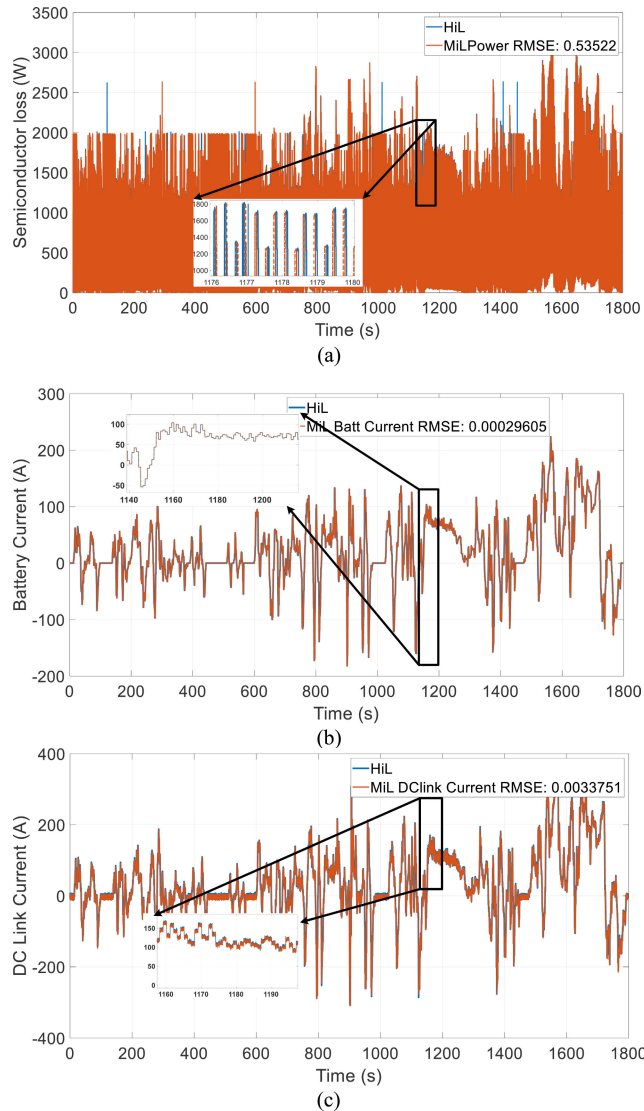 3500
3000
2500
2000
1500
1000
500
0
Semiconductor loss (W)
HiL
MiLPower RMSE: 0.53522
1800
1600
1400
1200
1000
1176 1177 1178 1179 1180
0 200 400 600 800 1000 1200 1400 1600 1800
Time (s)
(a)
300
200
100
0
-100
-200
Battery Current (A)
HiL
MiL Batt Current RMSE: 0.00029605
100
50
0
-50
1140 1160 1180 1200
0 200 400 600 800 1000 1200 1400 1600 1800
Time (s)
(b)
400
200
0
-200
-400
DC Link Current (A)
HiL
MiL DClink Current RMSE: 0.0033751
150
100
50
0
1160 1170 1180 1190
0 200 400 600 800 1000 1200 1400 1600 1800
Time (s)
(c)